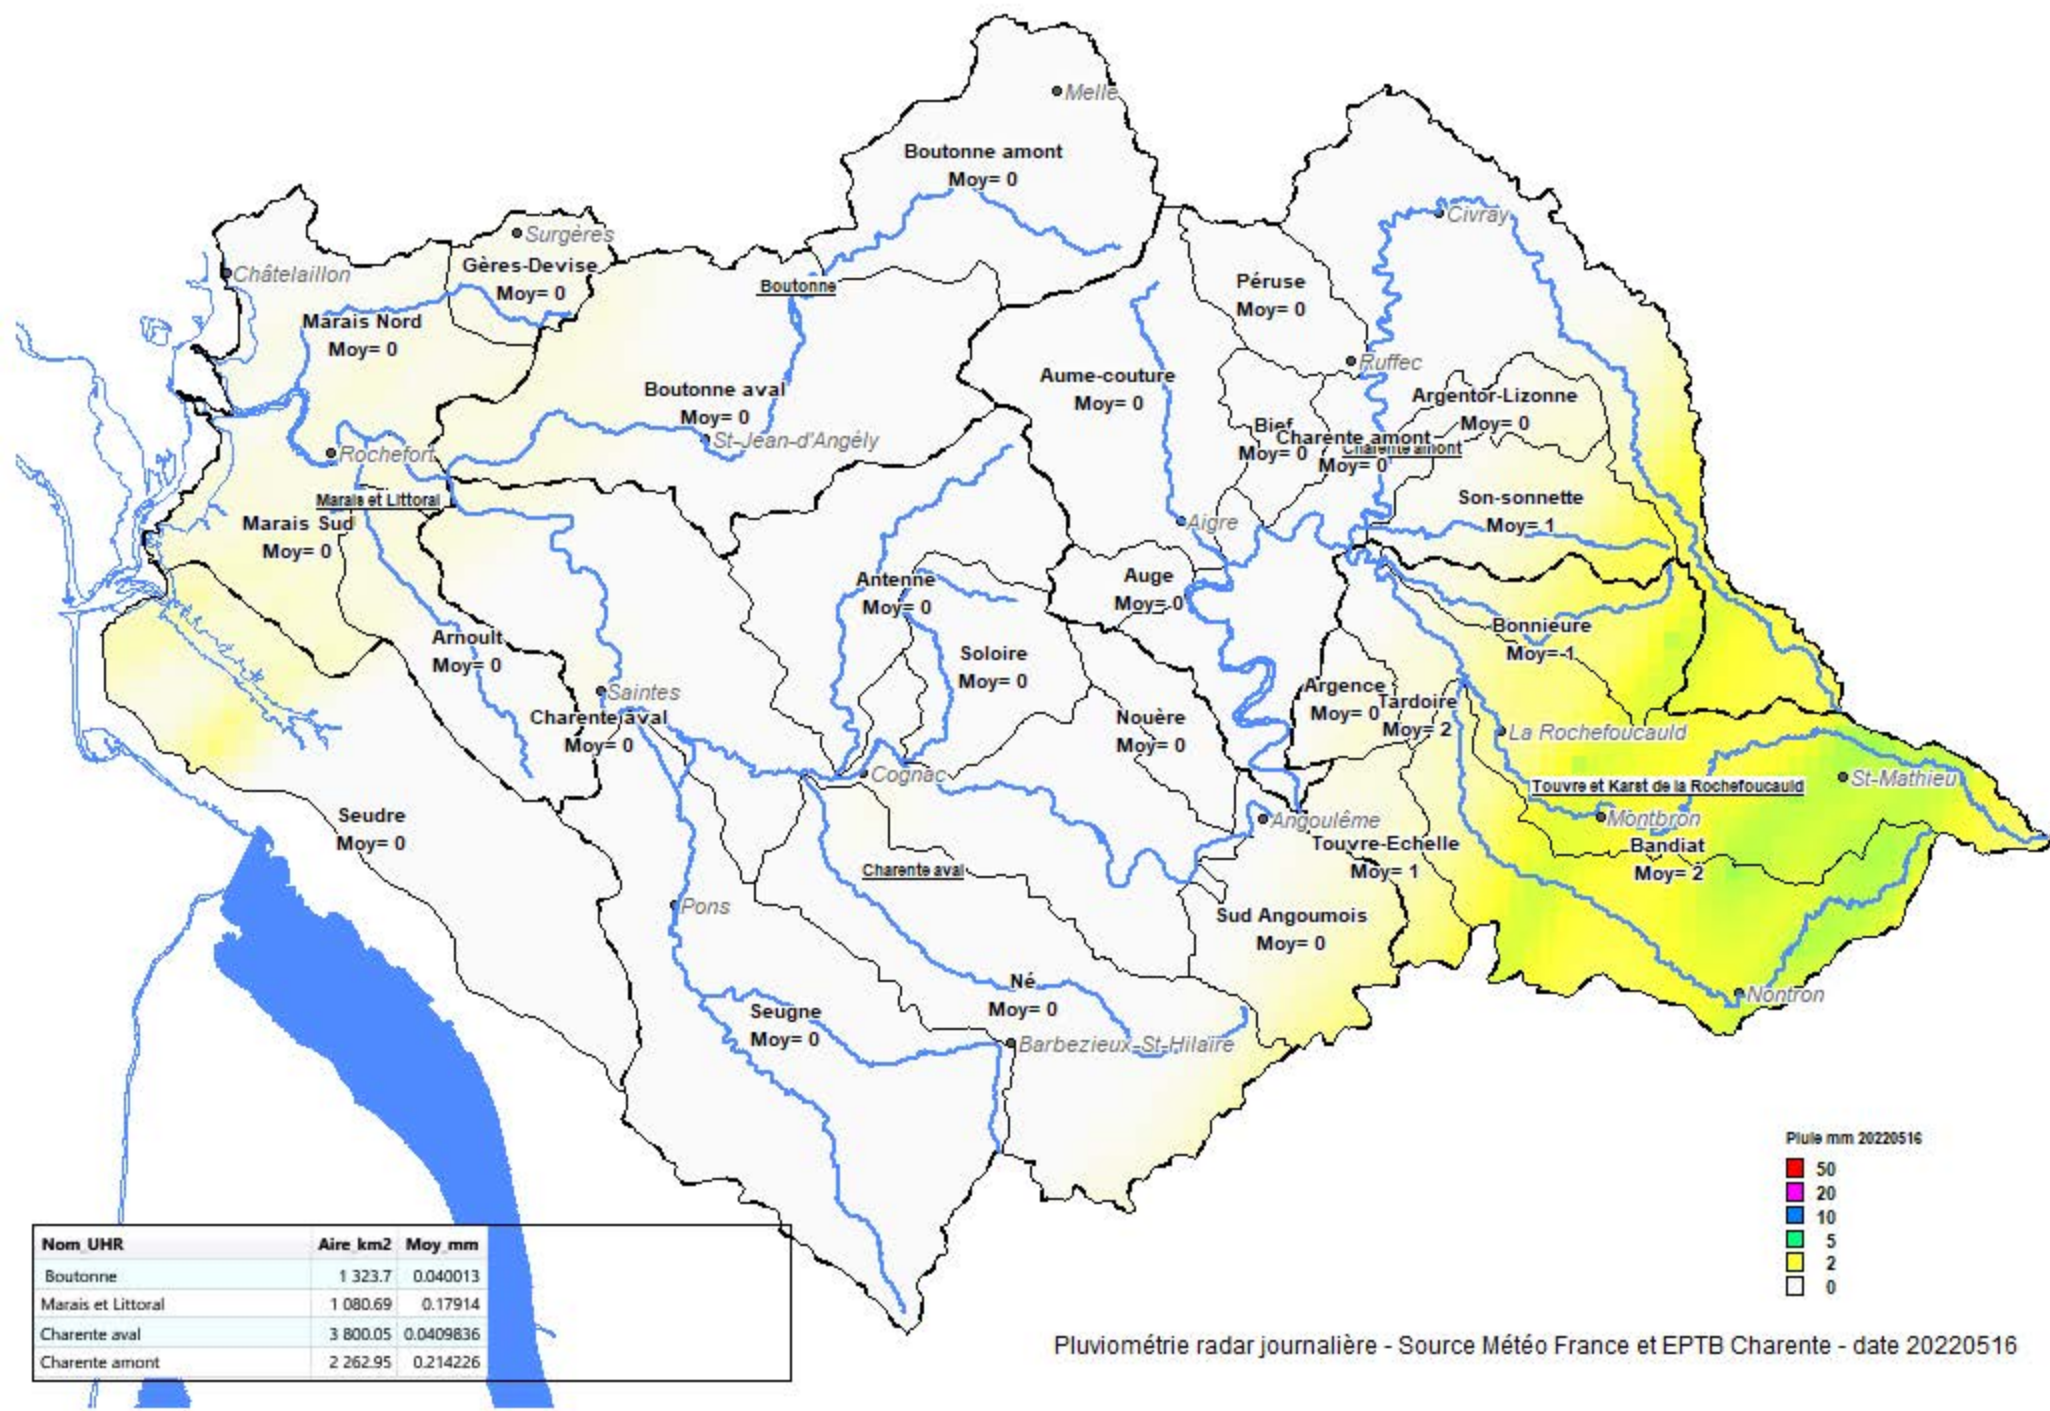 Melle
Boutonne amont
Moy= 0
Civray
Surgères
Châtelaillon
Gères-Devise
Moy= 0
Boutonne
Péruse
Moy= 0
Marais Nord
Moy= 0
Ruffec
Aume-couture
Moy= 0
Boutonne aval
Moy= 0
Argentor-Lizonne
Moy= 0
Bief
Moy= 0
Charente amont
Moy= 0
Charente amont
St-Jean-d'Angély
Rochefort
Marais et Littoral
Son-sonnette
Moy= 1
Marais Sud
Moy= 0
Aigre
Antenne
Moy= 0
Auge
Moy= 0
Bonnieure
Moy= 1
Arnoult
Moy= 0
Soloire
Moy= 0
Saintes
Argence
Moy= 0
Tardoire
Moy= 2
Charente aval
Moy= 0
Nouère
Moy= 0
La Rochefoucauld
Cognac
Touvre et Karst de la Rochefoucauld
St-Mathieu
Seudre
Moy= 0
Angoulême
Montbron
Touvre-Echelle
Moy= 1
Bandiat
Moy= 2
Charente aval
Pons
Sud Angoumois
Moy= 0
Né
Moy= 0
Nontron
Seugne
Moy= 0
Barbezieux-St-Hilaire
Pluie mm 20220516
50
20
10
5
2
0
Nom_UHR Aire_km2 Moy_mm
Boutonne 1 323.7 0.040013
Marais et Littoral 1 080.69 0.17914
Charente aval 3 800.05 0.0409836
Charente amont 2 262.95 0.214226
Pluviométrie radar journalière - Source Météo France et EPTB Charente - date 20220516